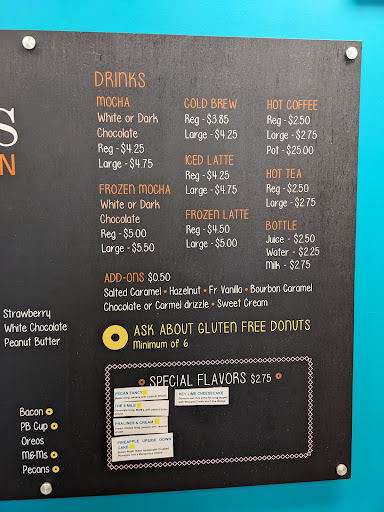 S
N
DRINKS
MOCHA
White or Dark
Chocolate
Reg - $4.25
Large - $4.75
FROZEN MOCHA
White or Dark
Chocolate
Reg - $5.00
Large - $5.50
COLD BREW
Reg - $3.85
Large - $4.25
ICED LATTE
Reg - $4.25
Large - $4.75
FROZEN LATTE
Reg - $4.50
Large - $5.00
HOT COFFEE
Reg - $2.50
Large - $2.75
Pot - $25.00
HOT TEA
Reg - $2.50
Large - $2.75
BOTTLE
Juice - $2.50
Water - $2.25
Milk - $2.75
ADD-ONS $0.50
Salted Caramel • Hazelnut • Fr Vanilla • Bourbon Caramel
Chocolate or Carmel drizzle • Sweet Cream
ASK ABOUT GLUTEN FREE DONUTS
Minimum of 6
Strawberry
White Chocolate
Peanut Butter
Bacon
PB Cup
Oreos
M&Ms
Pecans
SPECIAL FLAVORS $2.75
PECAN FANCY
PRALINES & CREAM
PINEAPPLE UPSIDE DOWN
CAKE
KEY LIME CHEESECAKE